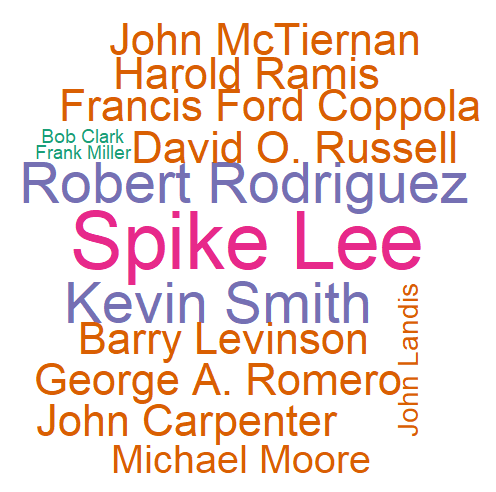 John McTiernan
Harold Ramis
Francis Ford Coppola
Bob Clark
Frank Miller
David O. Russell
Robert Rodriguez
Spike Lee
Kevin Smith
Barry Levinson
George A. Romero
John Landis
John Carpenter
Michael Moore